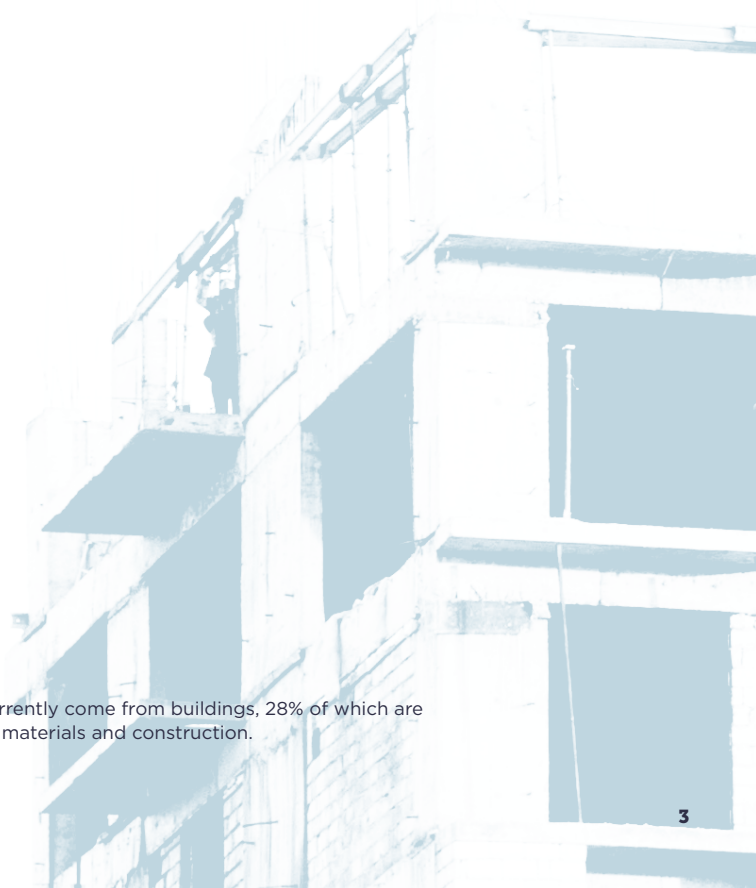 rrently come from buildings, 28% of which are
materials and construction.
3